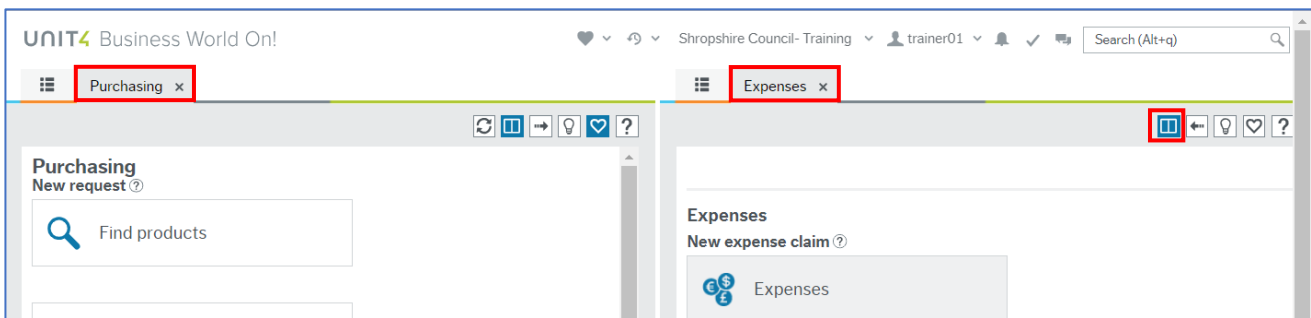 UNIT4 Business World On!
Shropshire Council- Training
trainer01
Search (Alt+q)
Purchasing x
Expenses x
?
?
Purchasing
New request ?
Find products
Expenses
New expense claim ?
€ $ £
Expenses